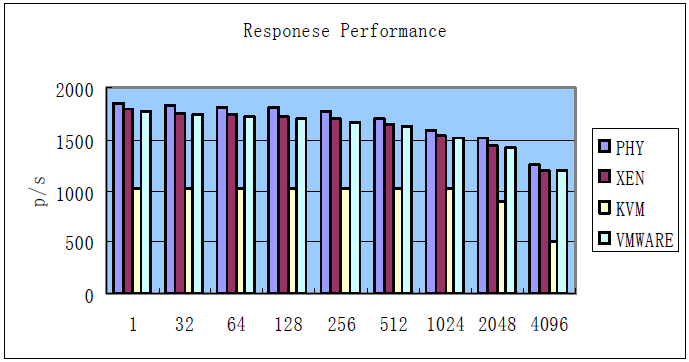 Responese Performance
2000
1500
1000
500
0
p/s
1 32 64 128 256 512 1024 2048 4096
PHY
XEN
KVM
VMWARE